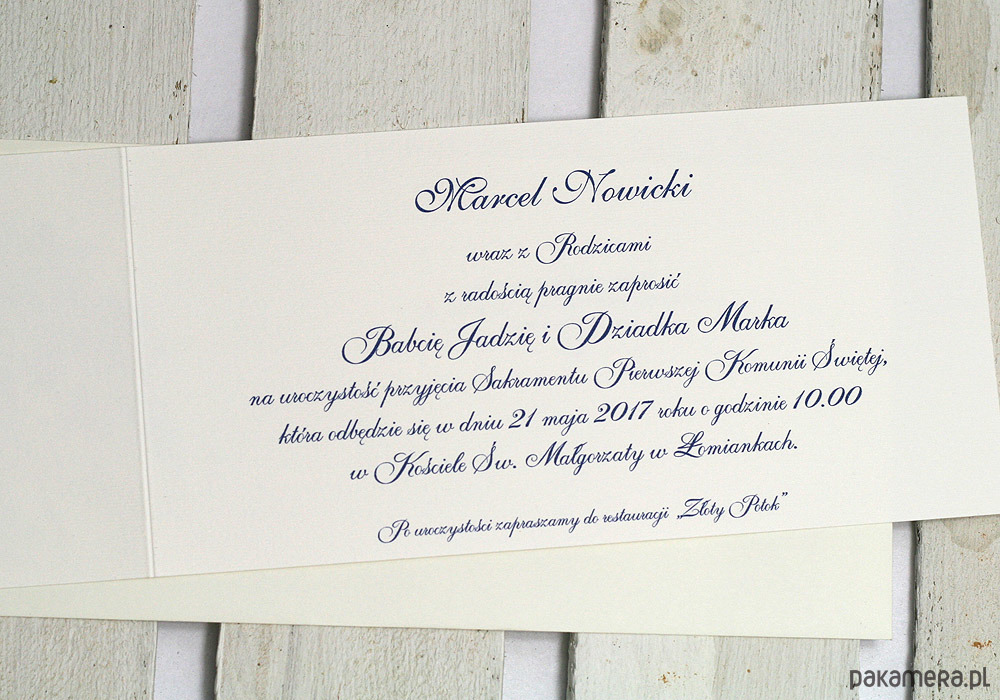 Marcel Nowicki
wraz z Rodzicami
z radością pragnie zaprosić
Babcię Jadzię i Dziadka Marka
na uroczystość przyjęcia Sakramentu Pierwszej Komunii Świętej,
która odbędzie się w dniu 21 maja 2017 roku o godzinie 10.00
w Kościele Św. Małgorzaty w Łomiankach.
Po uroczystości zapraszamy do restauracji „Złoty Potok”
pakamera.pl